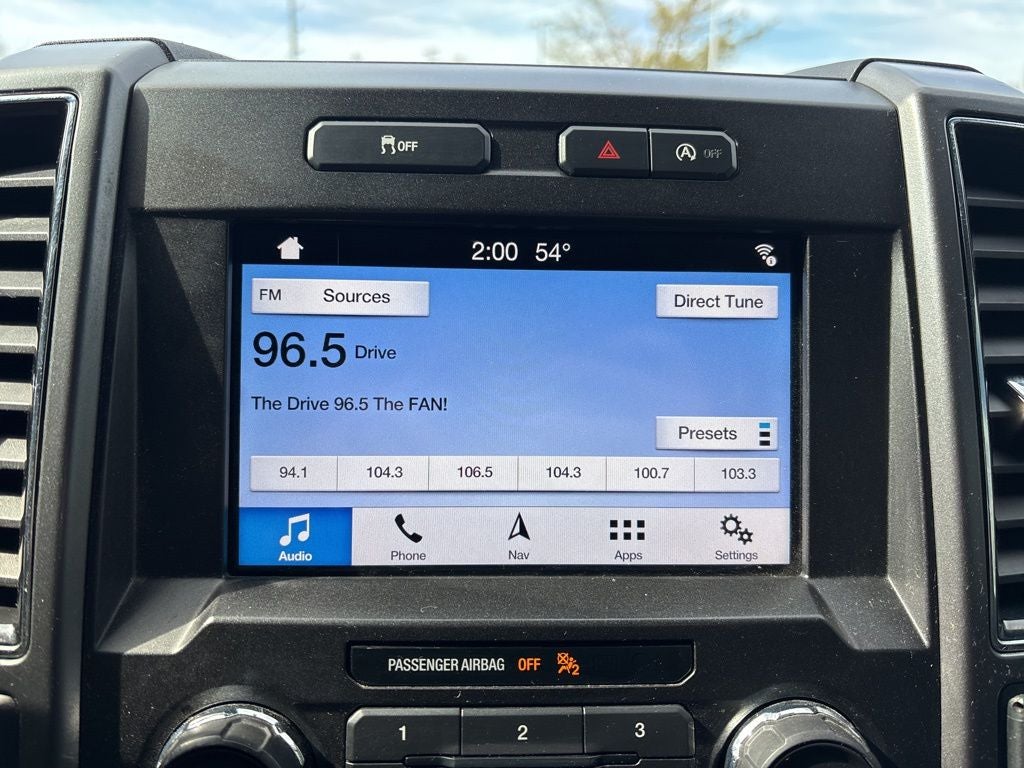 OFF
A OFF
2:00 54°
FM Sources
Direct Tune
96.5 Drive
The Drive 96.5 The FAN!
Presets
94.1 104.3 106.5 104.3 100.7 103.3
Audio Phone Nav Apps Settings
PASSENGER AIRBAG OFF 2
1 2 3